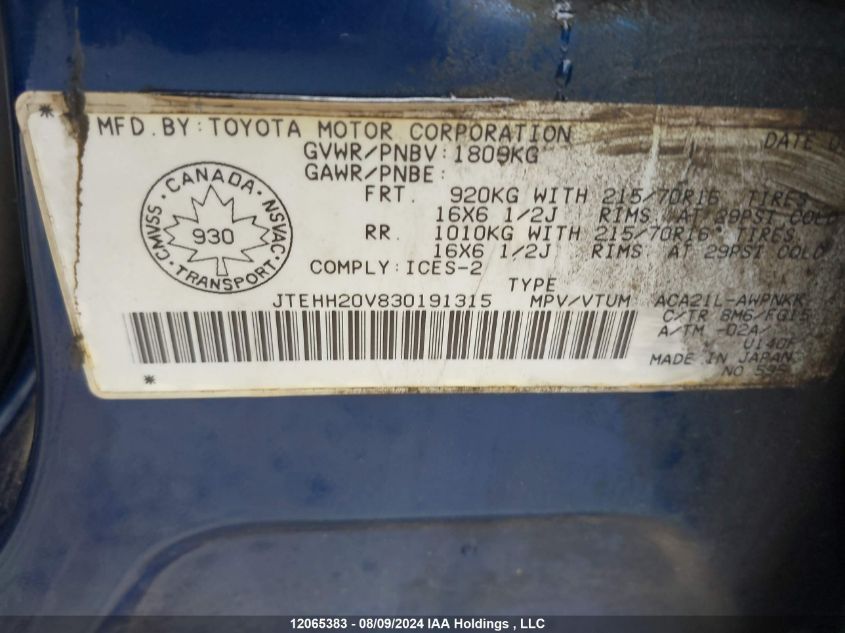 * MFD. BY: TOYOTA MOTOR CORPORATION DATE
GVWR/PNBV: 1809KG
GAWR/PNBE:
FRT. 920KG WITH 215/70R16 TIRES
16X6 1/2J RIMS AT 29PSI COLD
RR. 1010KG WITH 215/70R16 TIRES
16X6 1/2J RIMS AT 29PSI COLD
COMPLY: ICES-2
CANADA
CMVSS NSVAC
930
TRANSPORT
TYPE
JTEHH20V830191315 MPV/VTUM ACA21L-AWPNKK
C/TR 8M6/FQ15
A/TM -02A/
U140F
MADE IN JAPAN
*
12065383 - 08/09/2024 IAA Holdings , LLC